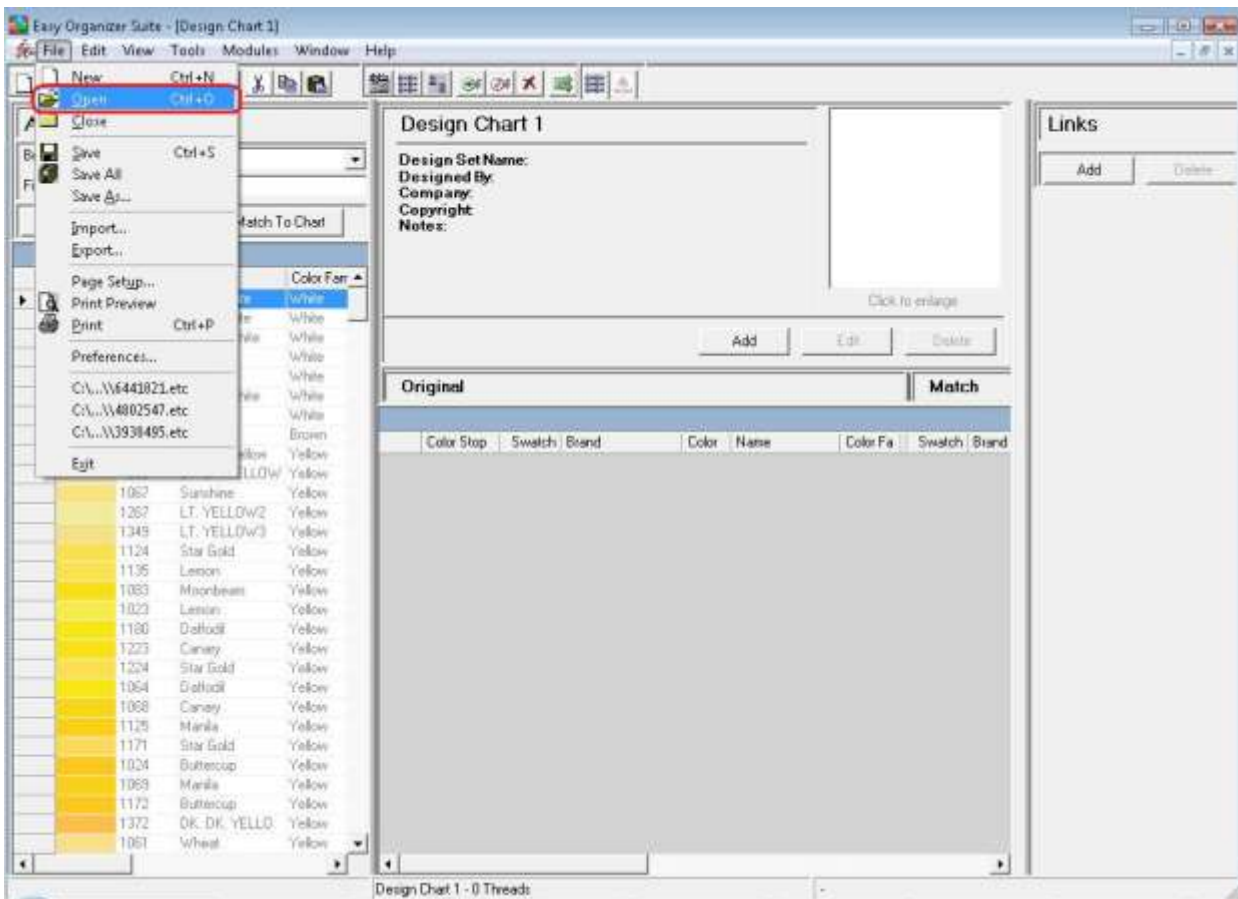 Easy Organizer Suite - [Design Chart 1]
File Edit View Tools Modules Window Help
New Ctrl+N
Open Ctrl+O
Close
Save Ctrl+S
Save All
Save As...
Import...
Export...
Page Setup...
Print Preview
Print Ctrl+P
Preferences...
C:\...\\6441821.etc
C:\...\\4802547.etc
C:\...\\3938495.etc
Exit
Match To Chart
Color Fam
White
White
White
White
White
White
White
Brown
Yellow
Yellow
1067 Sunshine Yellow
1267 LT. YELLOW2 Yellow
1349 LT. YELLOW3 Yellow
1124 Star Gold Yellow
1135 Lemon Yellow
1083 Moonbeam Yellow
1023 Lemon Yellow
1180 Daffodil Yellow
1223 Canary Yellow
1224 Star Gold Yellow
1064 Daffodil Yellow
1068 Canary Yellow
1125 Manila Yellow
1171 Star Gold Yellow
1024 Buttercup Yellow
1069 Manila Yellow
1172 Buttercup Yellow
1372 DK. DK. YELLO Yellow
1061 Wheat Yellow
Design Chart 1
Design Set Name:
Designed By:
Company:
Copyright:
Notes:
Click to enlarge
Add Edit Delete
Original Match
Color Stop Swatch Brand Color Name Color Fa Swatch Brand
Links
Add Delete
Design Chart 1 - 0 Threads -